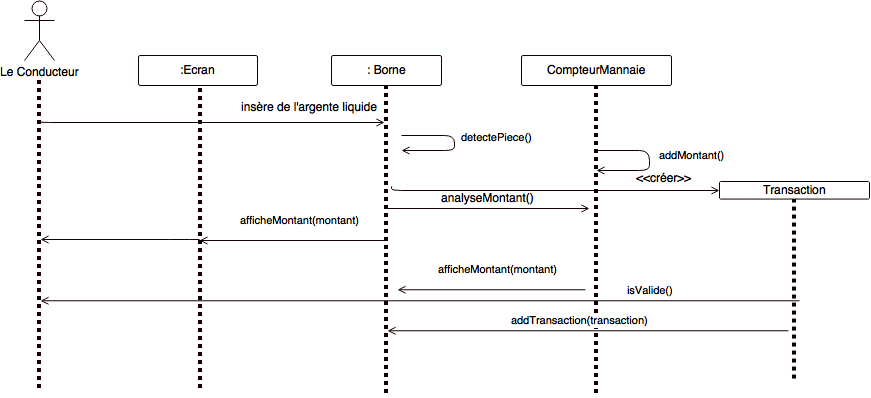 Le Conducteur
:Ecran
: Borne
CompteurMannaie
insère de l'argente liquide
detectePiece()
addMontant()
<<créer>>
Transaction
analyseMontant()
afficheMontant(montant)
afficheMontant(montant)
isValide()
addTransaction(transaction)